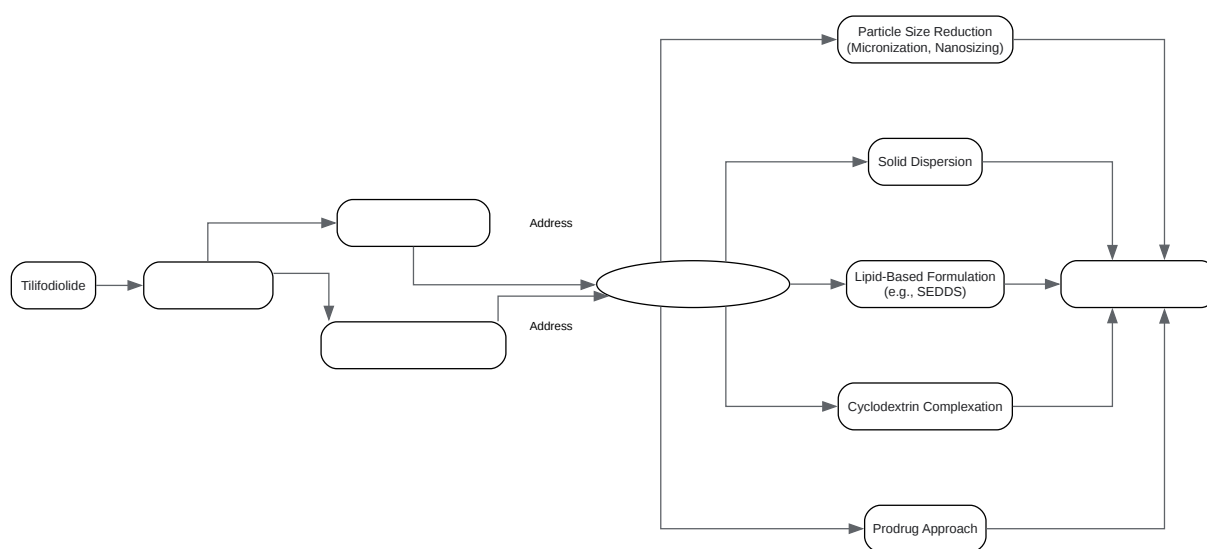 Tilifodiolide
Address
Address
Particle Size Reduction
(Micronization, Nanosizing)
Solid Dispersion
Lipid-Based Formulation
(e.g., SEDDS)
Cyclodextrin Complexation
Prodrug Approach